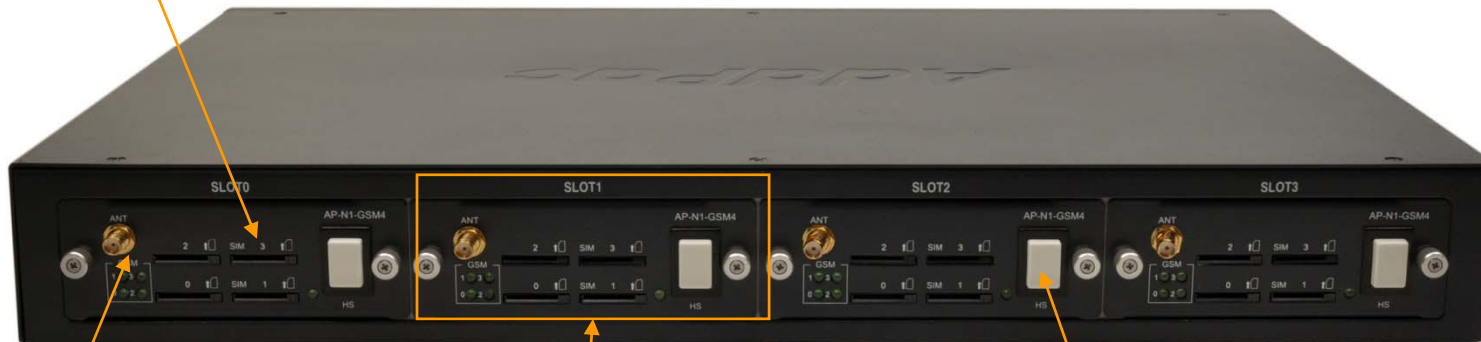 AddPac
SLOT0 SLOT1 SLOT2 SLOT3
ANT AP-N1-GSM4 ANT AP-N1-GSM4 ANT AP-N1-GSM4 ANT AP-N1-GSM4
2 SIM 3 2 SIM 3 2 SIM 3 2 SIM 3
GSM GSM GSM GSM
1 3 1 3 1 3 1 3
0 SIM 1 0 SIM 1 0 SIM 1 0 SIM 1
0 2 0 2 0 2 0 2
HS HS HS HS